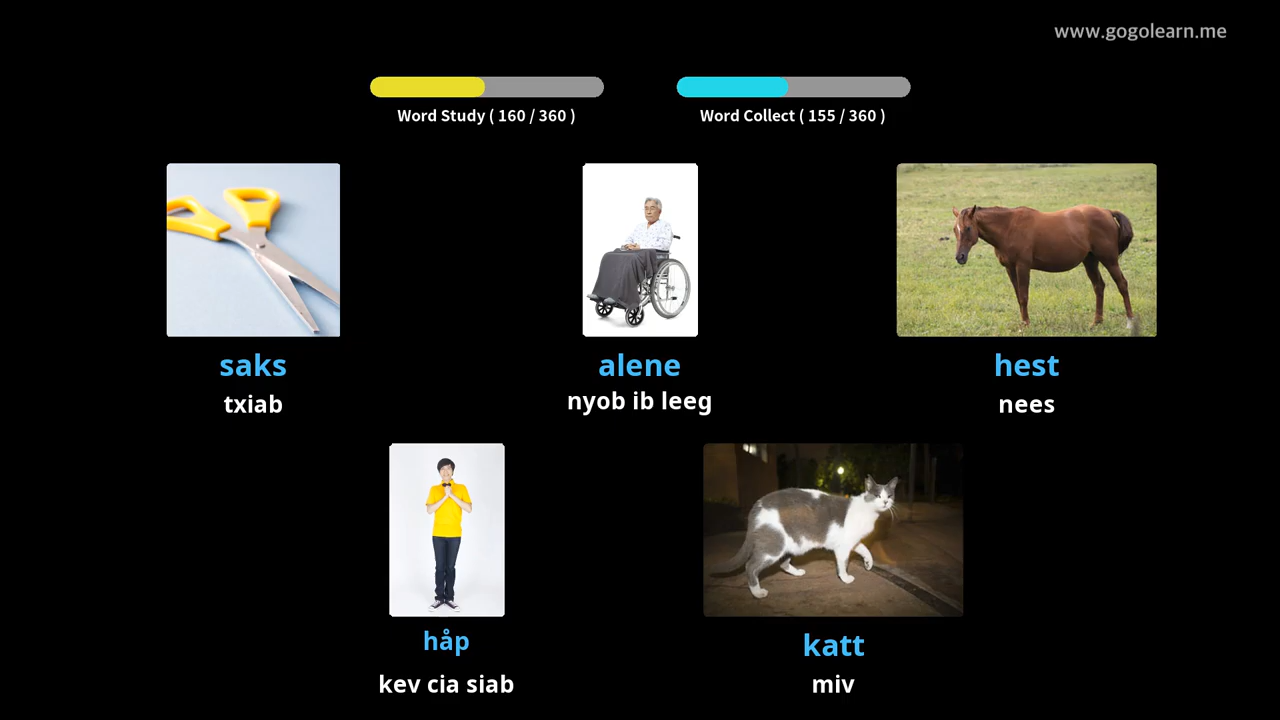 www.gogolearn.me
Word Study ( 160 / 360 )
Word Collect ( 155 / 360 )
saks
txiab
alene
nyob ib leeg
hest
nees
håp
kev cia siab
katt
miv